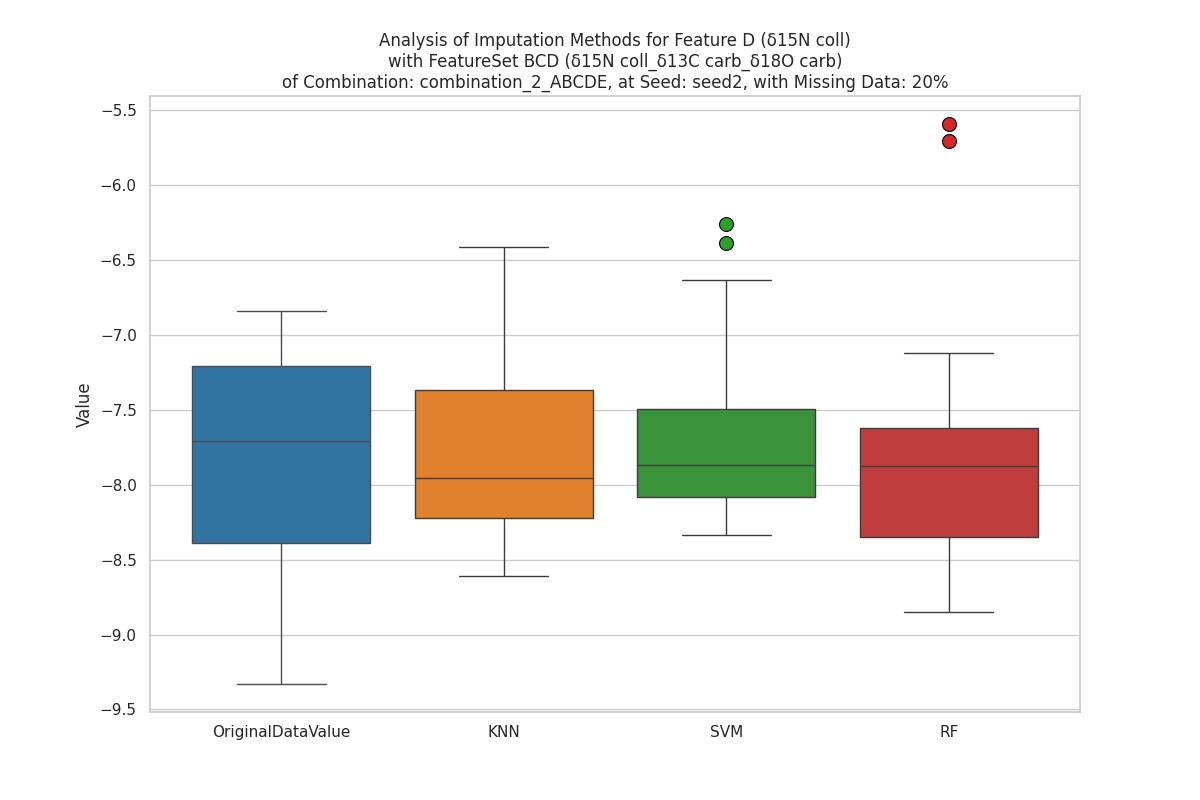 Analysis of Imputation Methods for Feature D (δ15N coll)
with FeatureSet BCD (δ15N coll_δ13C carb_δ18O carb)
of Combination: combination_2_ABCDE, at Seed: seed2, with Missing Data: 20%
−5.5
−6.0
−6.5
−7.0
−7.5
−8.0
−8.5
−9.0
−9.5
Value
OriginalDataValue
KNN
SVM
RF